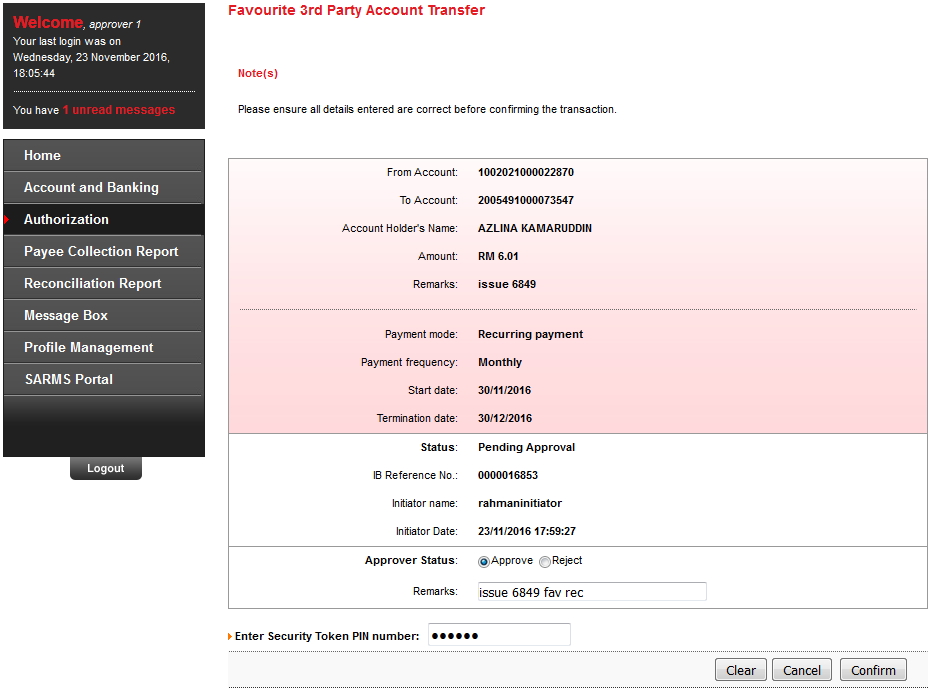 Welcome, approver 1
Your last login was on
Wednesday, 23 November 2016,
18:05:44
You have 1 unread messages
Home
Account and Banking
Authorization
Payee Collection Report
Reconciliation Report
Message Box
Profile Management
SARMS Portal
Logout
Favourite 3rd Party Account Transfer
Note(s)
Please ensure all details entered are correct before confirming the transaction.
From Account: 1002021000022870
To Account: 2005491000073547
Account Holder's Name: AZLINA KAMARUDDIN
Amount: RM 6.01
Remarks: issue 6849
Payment mode: Recurring payment
Payment frequency: Monthly
Start date: 30/11/2016
Termination date: 30/12/2016
Status: Pending Approval
IB Reference No.: 0000016853
Initiator name: rahmaninitiator
Initiator Date: 23/11/2016 17:59:27
Approver Status: Approve Reject
Remarks: issue 6849 fav rec
Enter Security Token PIN number: ●●●●●●
Clear Cancel Confirm